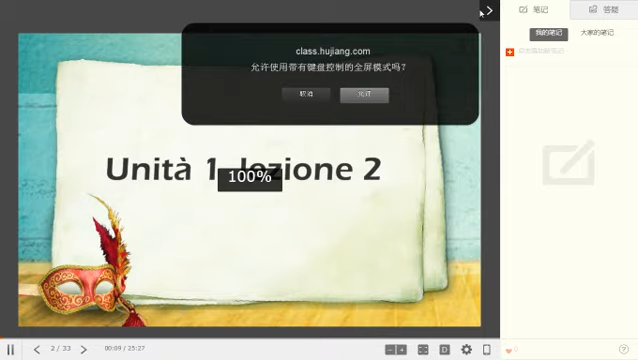 笔记
答疑
class.hujiang.com
允许使用带有键盘控制的全屏模式吗?
取消
允许
我的笔记
大家的笔记
Unità 1 lezione 2
100%
2 / 33
00:09 / 25:27
D